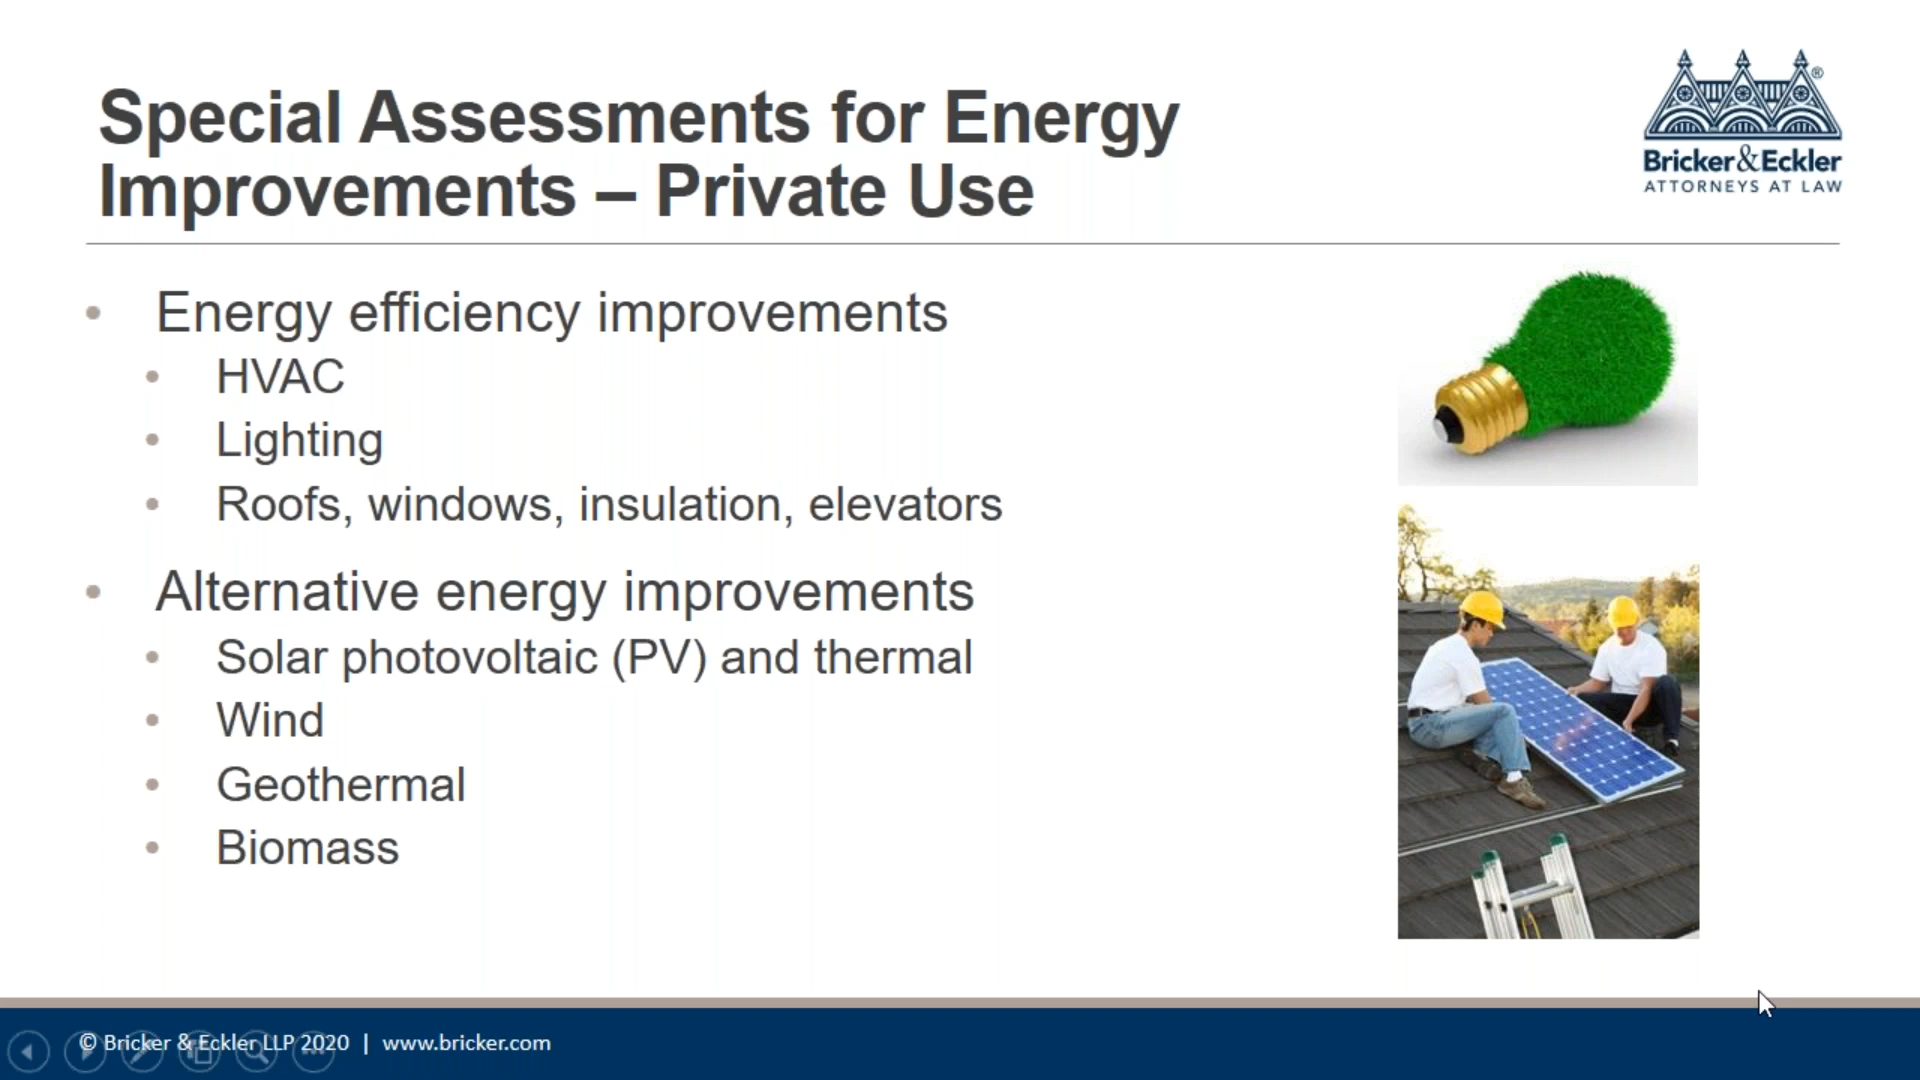 Special Assessments for Energy
Improvements – Private Use
®
Bricker&Eckler
ATTORNEYS AT LAW
• Energy efficiency improvements
• HVAC
• Lighting
• Roofs, windows, insulation, elevators
• Alternative energy improvements
• Solar photovoltaic (PV) and thermal
• Wind
• Geothermal
• Biomass
© Bricker & Eckler LLP 2020 | www.bricker.com